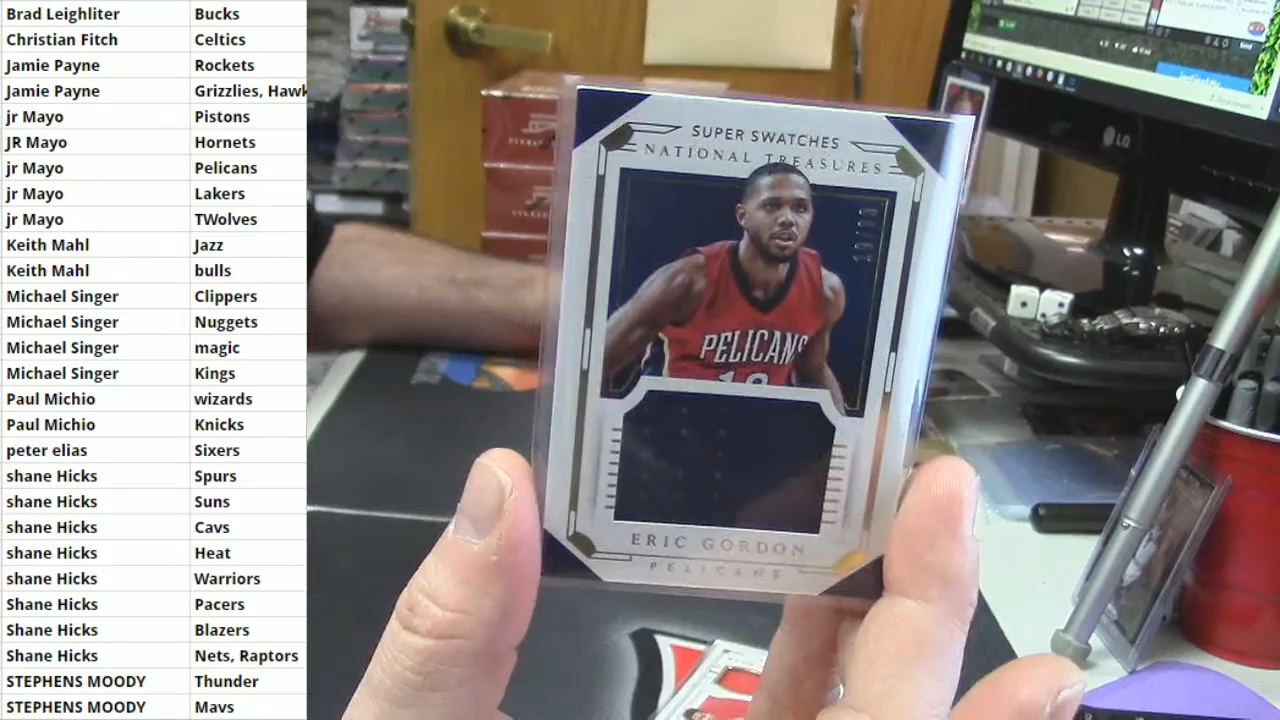 Brad Leighliter Bucks
Christian Fitch Celtics
Jamie Payne Rockets
Jamie Payne Grizzlies, Hawk
jr Mayo Pistons
JR Mayo Hornets
jr Mayo Pelicans
jr Mayo Lakers
jr Mayo TWolves
Keith Mahl Jazz
Keith Mahl bulls
Michael Singer Clippers
Michael Singer Nuggets
Michael Singer magic
Michael Singer Kings
Paul Michio wizards
Paul Michio Knicks
peter elias Sixers
shane Hicks Spurs
shane Hicks Suns
shane Hicks Cavs
shane Hicks Heat
shane Hicks Warriors
Shane Hicks Pacers
Shane Hicks Blazers
Shane Hicks Nets, Raptors
STEPHENS MOODY Thunder
STEPHENS MOODY Mavs
SUPER SWATCHES
NATIONAL TREASURES
PELICANS
ERIC GORDON
PELICANS
LG